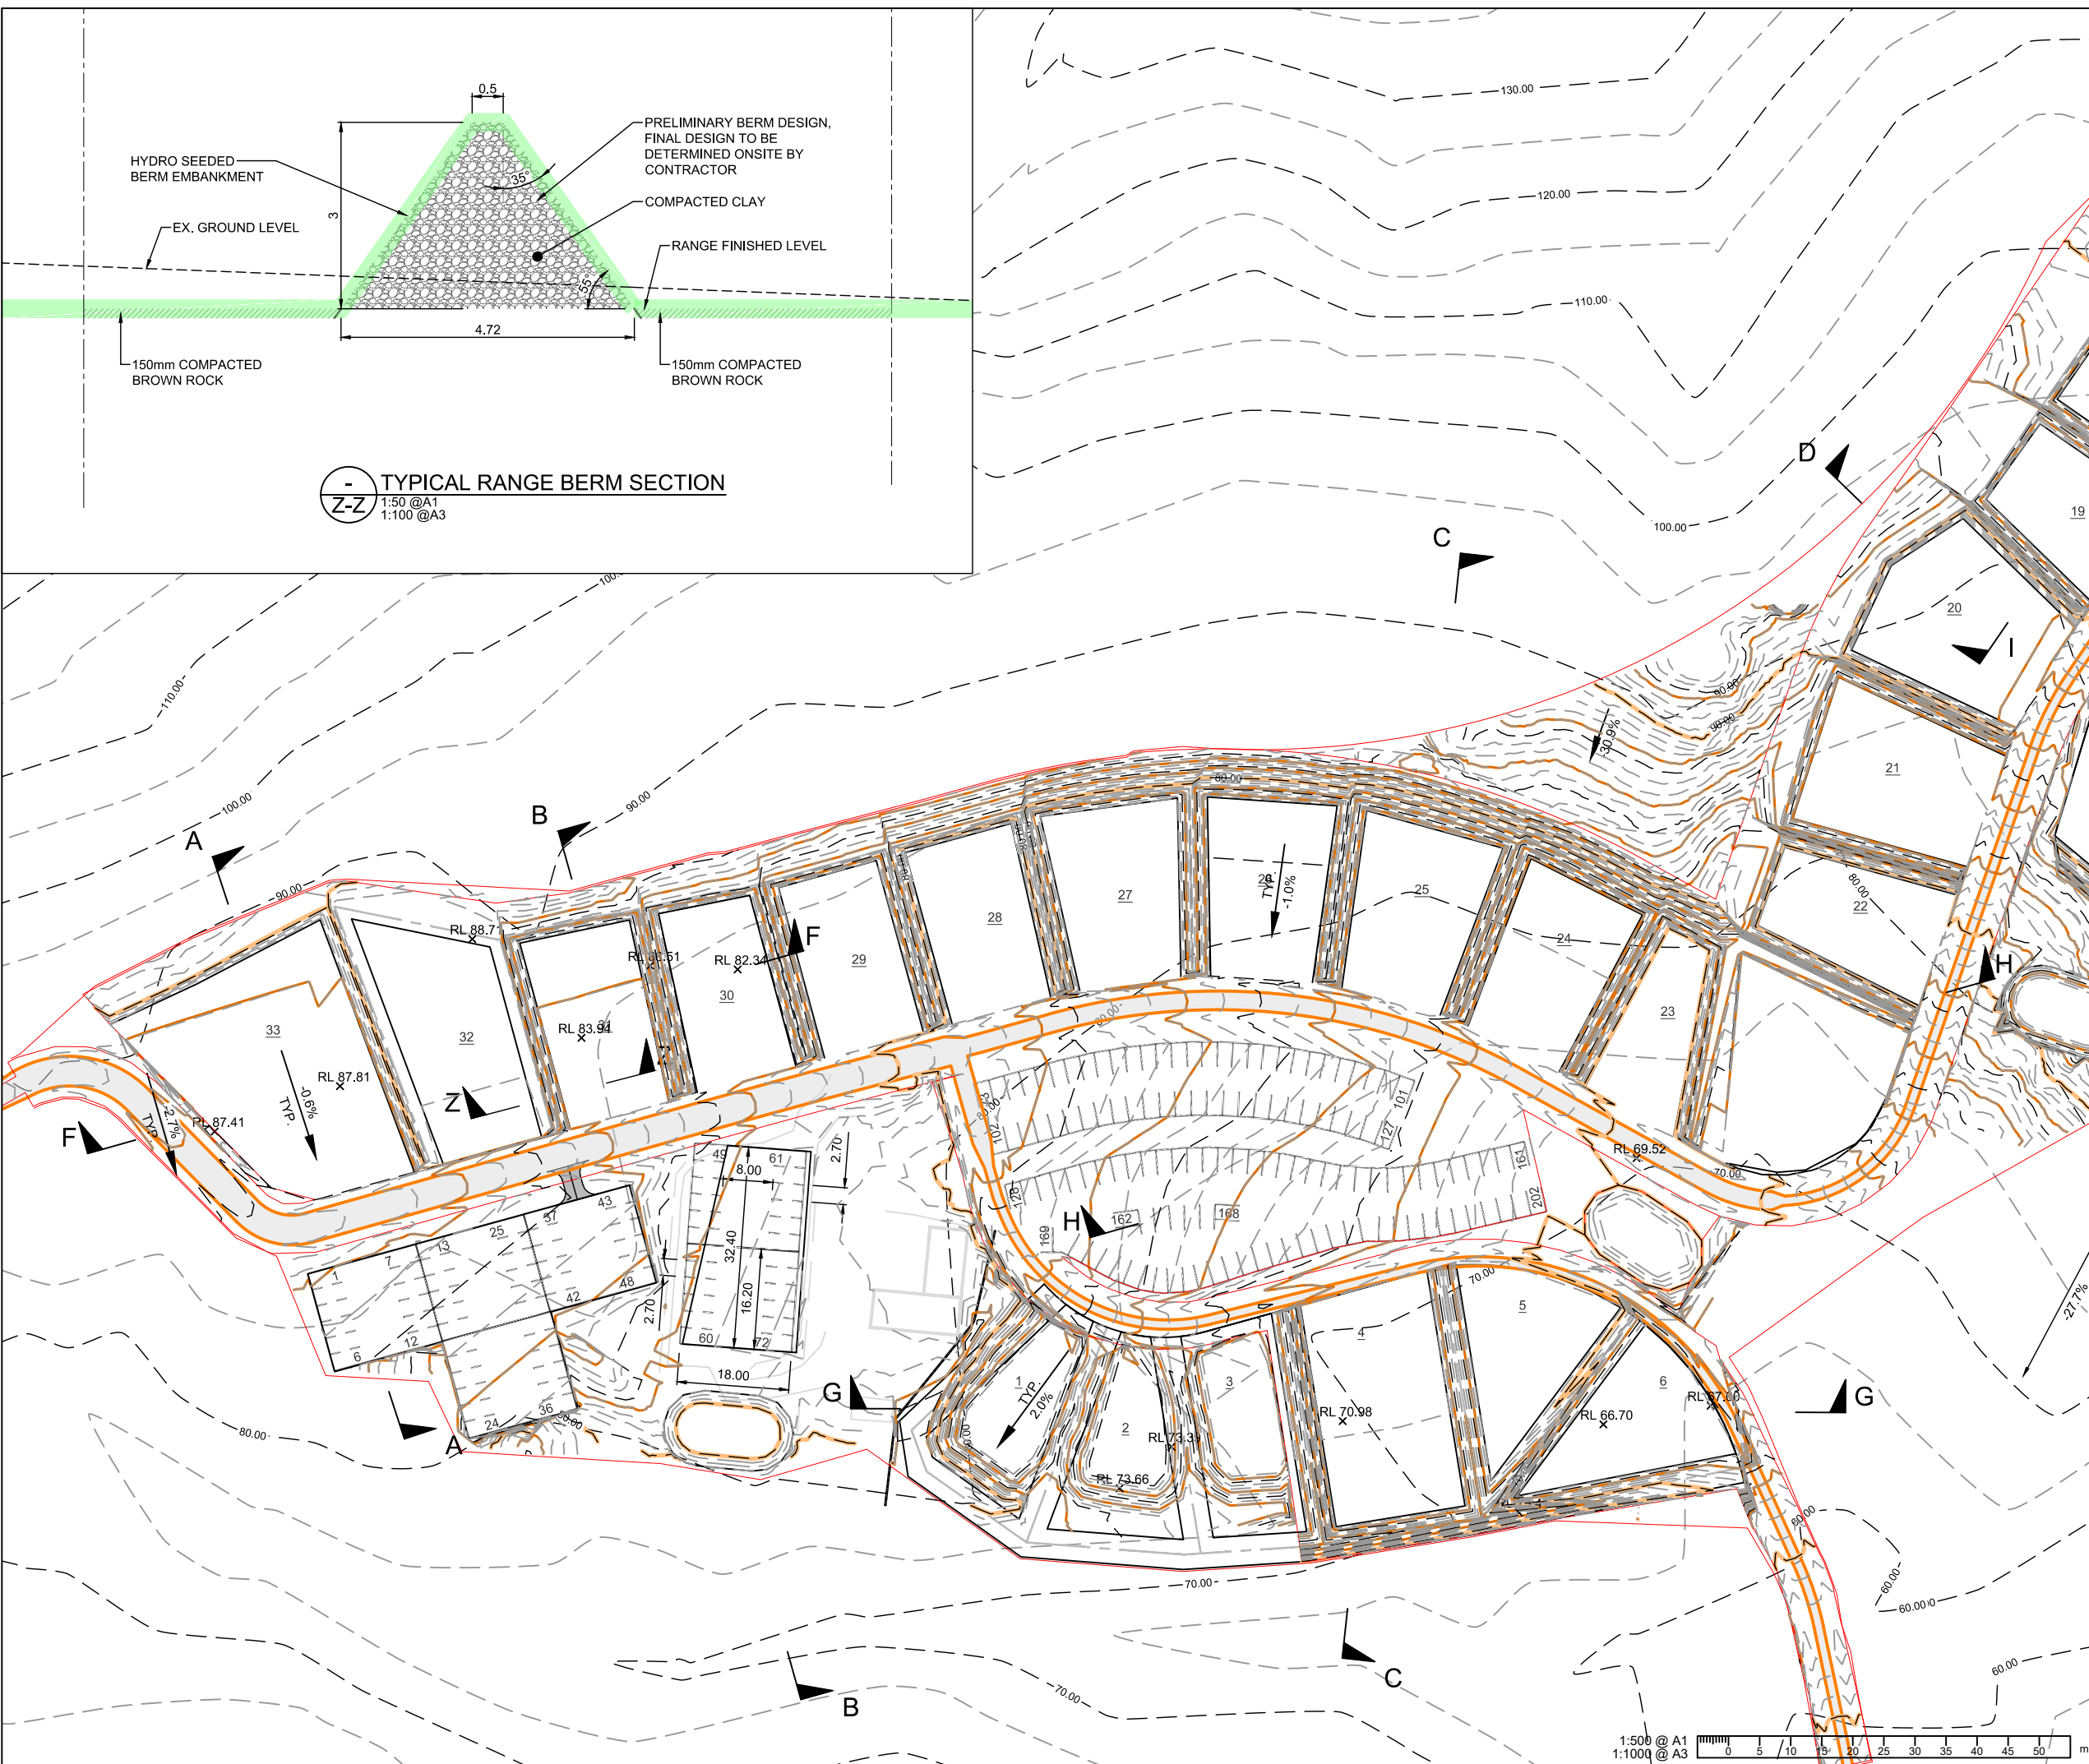 0.5
PRELIMINARY BERM DESIGN,
FINAL DESIGN TO BE
DETERMINED ONSITE BY
CONTRACTOR
HYDRO SEEDED
BERM EMBANKMENT
35°
COMPACTED CLAY
3
EX. GROUND LEVEL
RANGE FINISHED LEVEL
55°
4.72
150mm COMPACTED
BROWN ROCK
150mm COMPACTED
BROWN ROCK
-
Z-Z
TYPICAL RANGE BERM SECTION
1:50 @A1
1:100 @A3
130.00
120.00
110.00
100.00
D
C
19
20
I
90.00
90.00
-30.9%
21
110.00
100.00
90.00
80.00
A
B
90.00
80.00
22
27
TYP.
-1.0%
25
28
24
RL 88.71
F
29
RL 82.34
30
H
33
32
RL 83.94
23
80.00
RL 87.81
-0.6%
TYP.
Z
101
102
127
RL 87.41
-2.7%
TYP.
F
RL 69.52
70.00
161
49
61
8.00
2.70
128
202
43
37
25
13
7
1
H
162
168
169
32.40
16.20
48
42
2.70
70.00
12
6
60
72
5
4
18.00
G
1
TYP.
2.0%
3
6
G
-27.7%
24
36
80.00
80.00
A
2
RL 70.98
RL 66.70
RL 73.66
60.00
70.00
60.00
C
70.00
B
60.00
1:500 @ A1
1:1000 @ A3
0 5 10 15 20 25 30 35 40 45 50 m